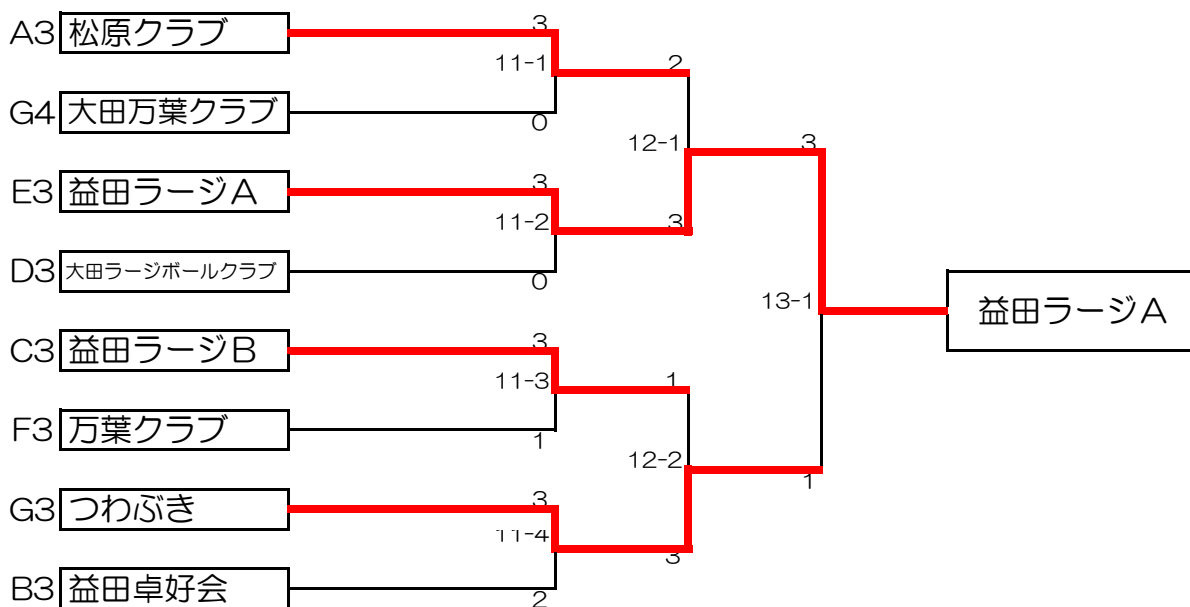 A3 松原クラブ 3
11-1 2
G4 大田万葉クラブ 0
12-1 3
E3 益田ラージA 3
11-2 3
D3 大田ラージボールクラブ 0
13-1 益田ラージA
C3 益田ラージB 3
11-3 1
F3 万葉クラブ 1
12-2 1
G3 つわぶき 3
11-4 3
B3 益田卓好会 2